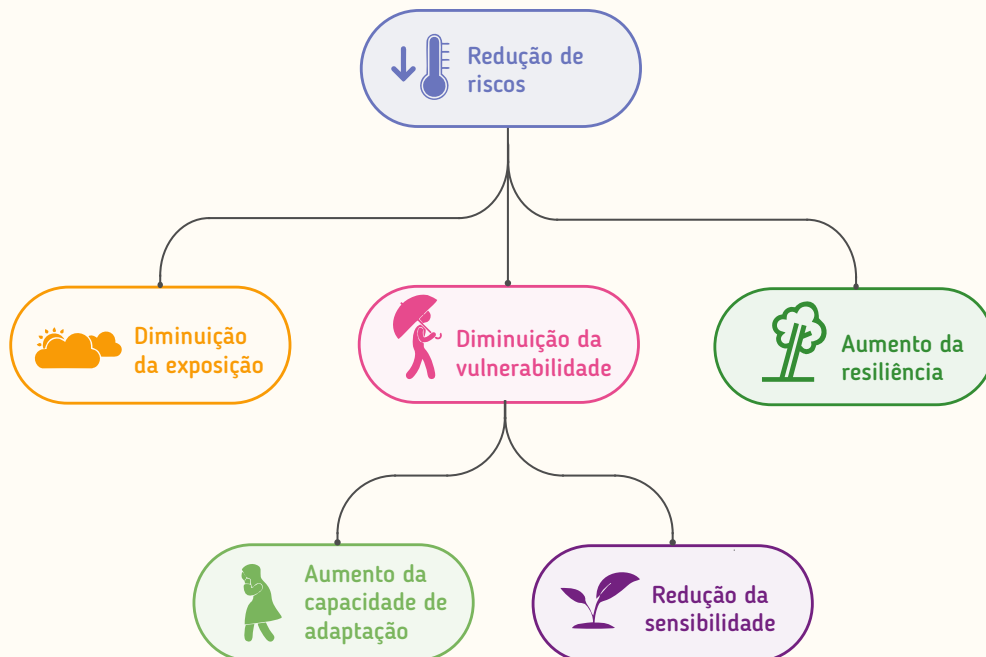 Redução de
riscos
Diminuição
da exposição
Diminuição da
vulnerabilidade
Aumento da
resiliência
Aumento da
capacidade de
adaptação
Redução da
sensibilidade